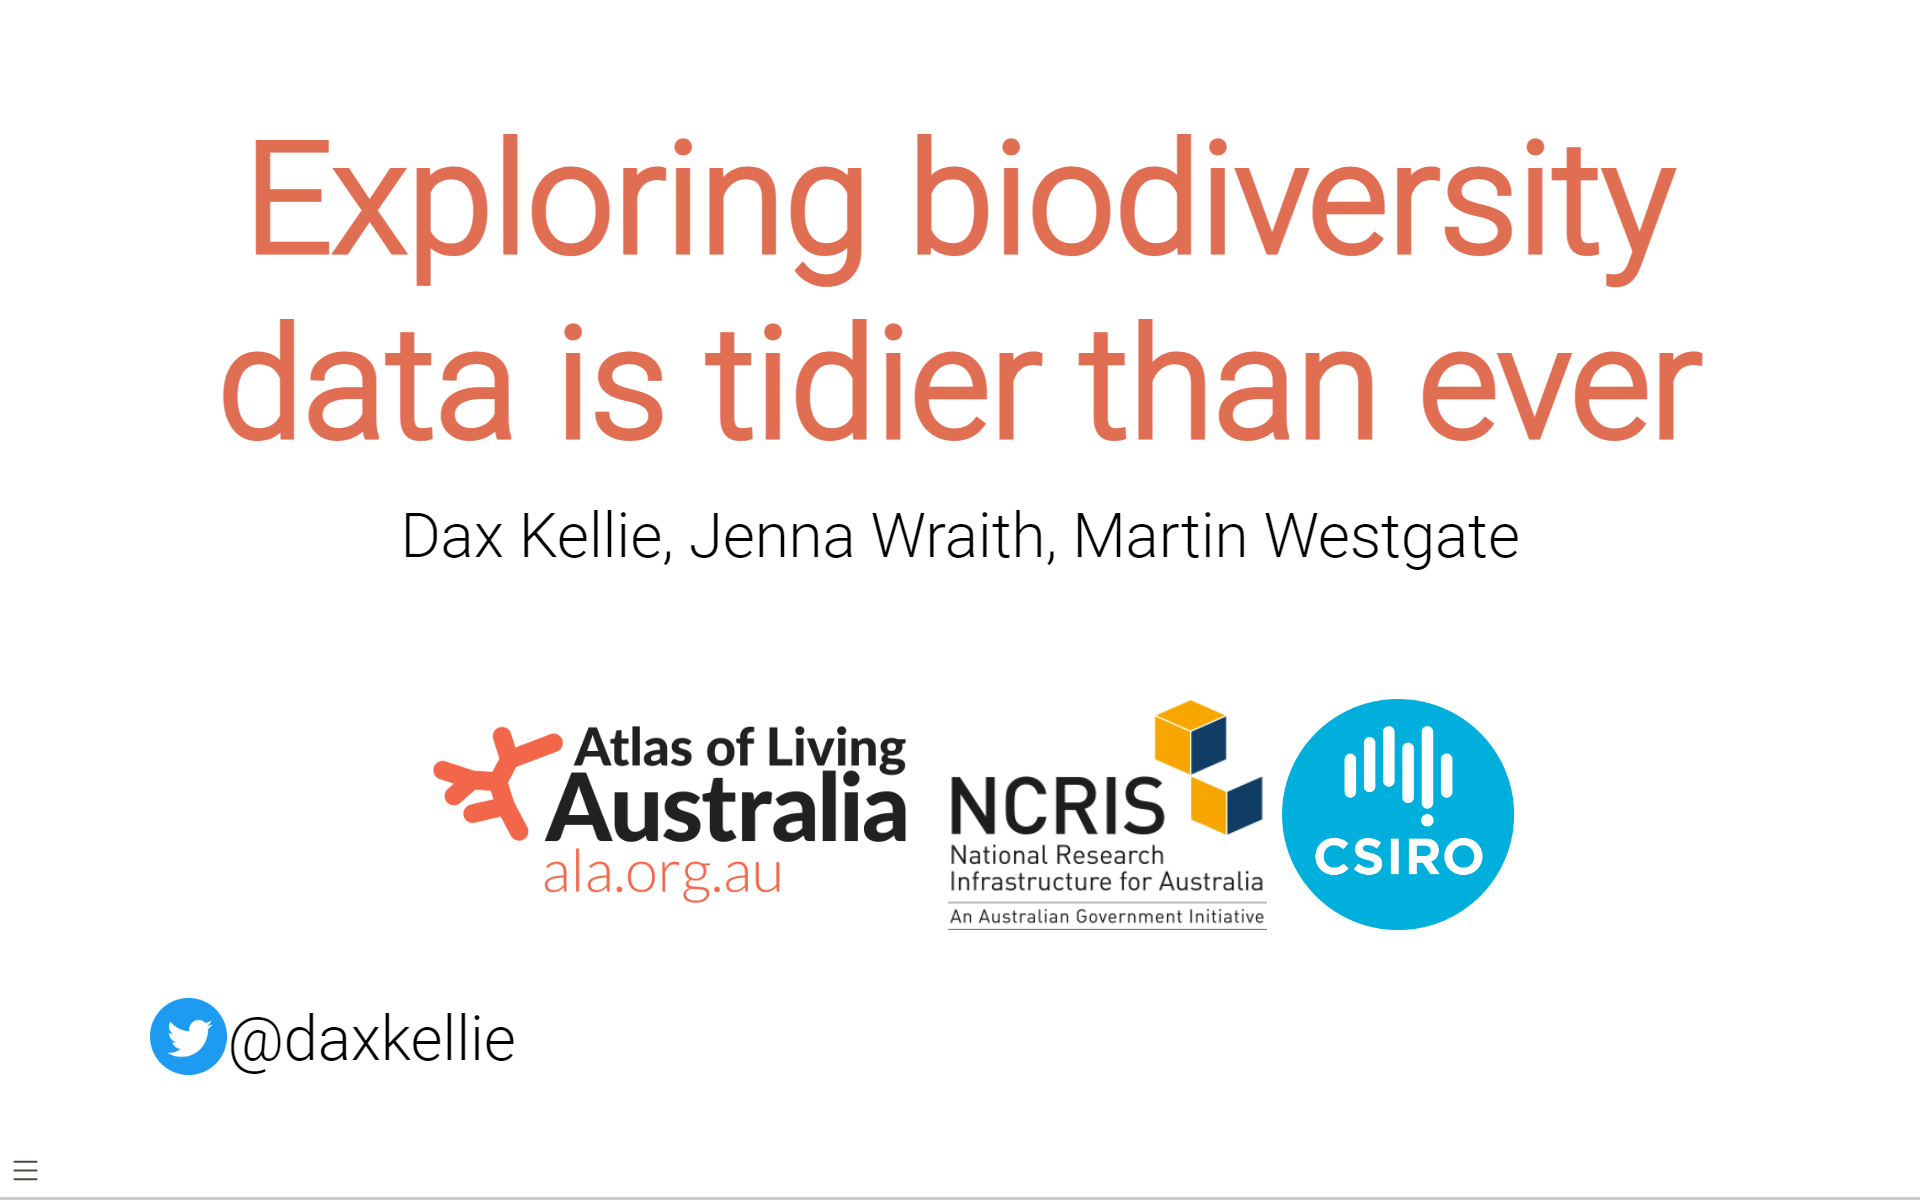 Exploring biodiversity
data is tidier than ever
Dax Kellie, Jenna Wraith, Martin Westgate
Atlas of Living
Australia
ala.org.au
NCRIS
National Research
Infrastructure for Australia
An Australian Government Initiative
CSIRO
@daxkellie